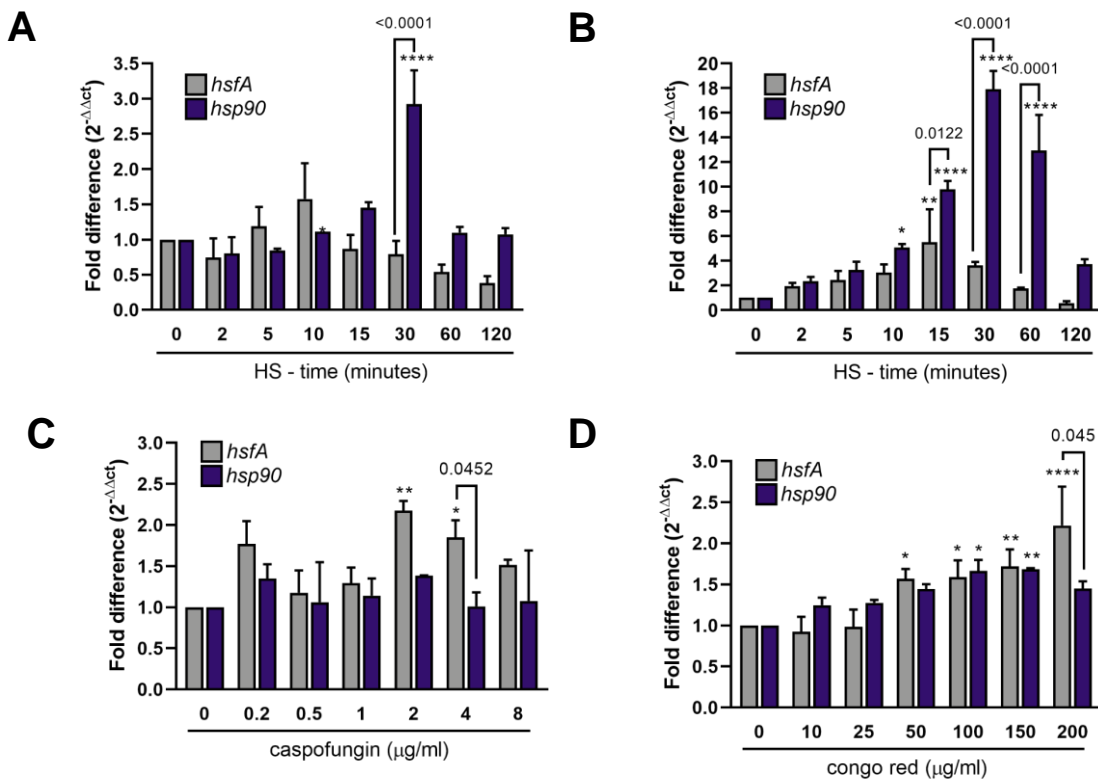 A
<0.0001
****
3.5
3.0
2.5
2.0
1.5
1.0
0.5
0.0
Fold difference (2-ΔΔct)
hsfA
hsp90
*
0 2 5 10 15 30 60 120
HS - time (minutes)
B
<0.0001
****
<0.0001
****
0.0122
****
**
*
20
18
16
14
12
10
8
6
4
2
0
Fold difference (2-ΔΔct)
hsfA
hsp90
0 2 5 10 15 30 60 120
HS - time (minutes)
C
3.0
2.5
2.0
1.5
1.0
0.5
0.0
Fold difference (2-ΔΔct)
hsfA
hsp90
0.0452
**
*
0 0.2 0.5 1 2 4 8
caspofungin (μg/ml)
D
0.045
****
3.0
2.5
2.0
1.5
1.0
0.5
0.0
Fold difference (2-ΔΔct)
hsfA
hsp90
* * * ** **
0 10 25 50 100 150 200
congo red (μg/ml)